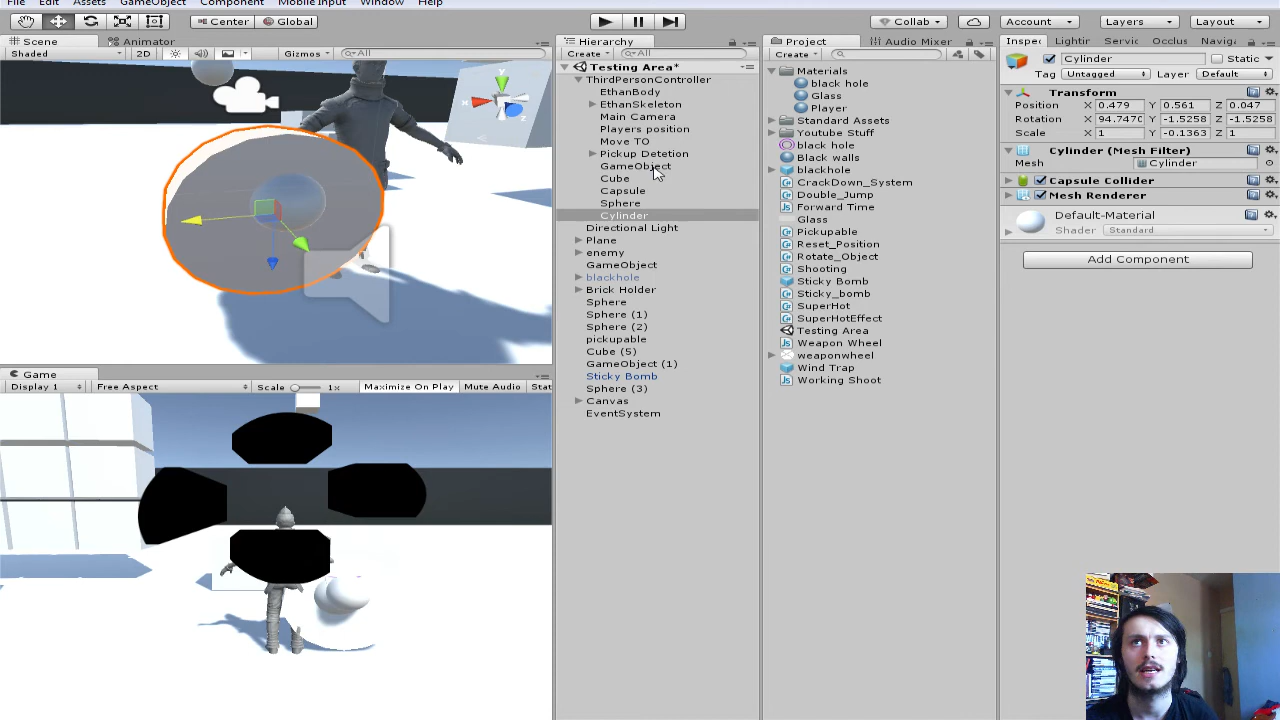 File Edit Assets GameObject Component Mobile Input Window Help
Center Global Collab Account Layers Layout
Scene Animator
Shaded 2D Gizmos All
Hierarchy
Create All
Testing Area*
ThirdPersonController
EthanBody
EthanSkeleton
Main Camera
Players position
Move TO
Pickup Detetion
GameObject
Cube
Capsule
Sphere
Cylinder
Directional Light
Plane
enemy
GameObject
blackhole
Brick Holder
Sphere
Sphere (1)
Sphere (2)
pickupable
Cube (5)
GameObject (1)
Sticky Bomb
Sphere (3)
Canvas
EventSystem
Project Audio Mixer
Create
Materials
black hole
Glass
Player
Standard Assets
Youtube Stuff
black hole
Black walls
blackhole
CrackDown_System
Double_Jump
Forward Time
Glass
Pickupable
Reset_Position
Rotate_Object
Shooting
Sticky Bomb
Sticky_bomb
SuperHot
SuperHotEffect
Testing Area
Weapon Wheel
weaponwheel
Wind Trap
Working Shoot
Inspec Lightin Servic Occlus Naviga
Cylinder Static
Tag Untagged Layer Default
Transform
Position X 0.479 Y 0.561 Z 0.047
Rotation X 94.747 Y -1.5258 Z -1.5258
Scale X 1 Y -0.1363 Z 1
Cylinder (Mesh Filter)
Mesh Cylinder
Capsule Collider
Mesh Renderer
Default-Material
Shader Standard
Add Component
Game
Display 1 Free Aspect Scale 1x Maximize On Play Mute Audio Stat